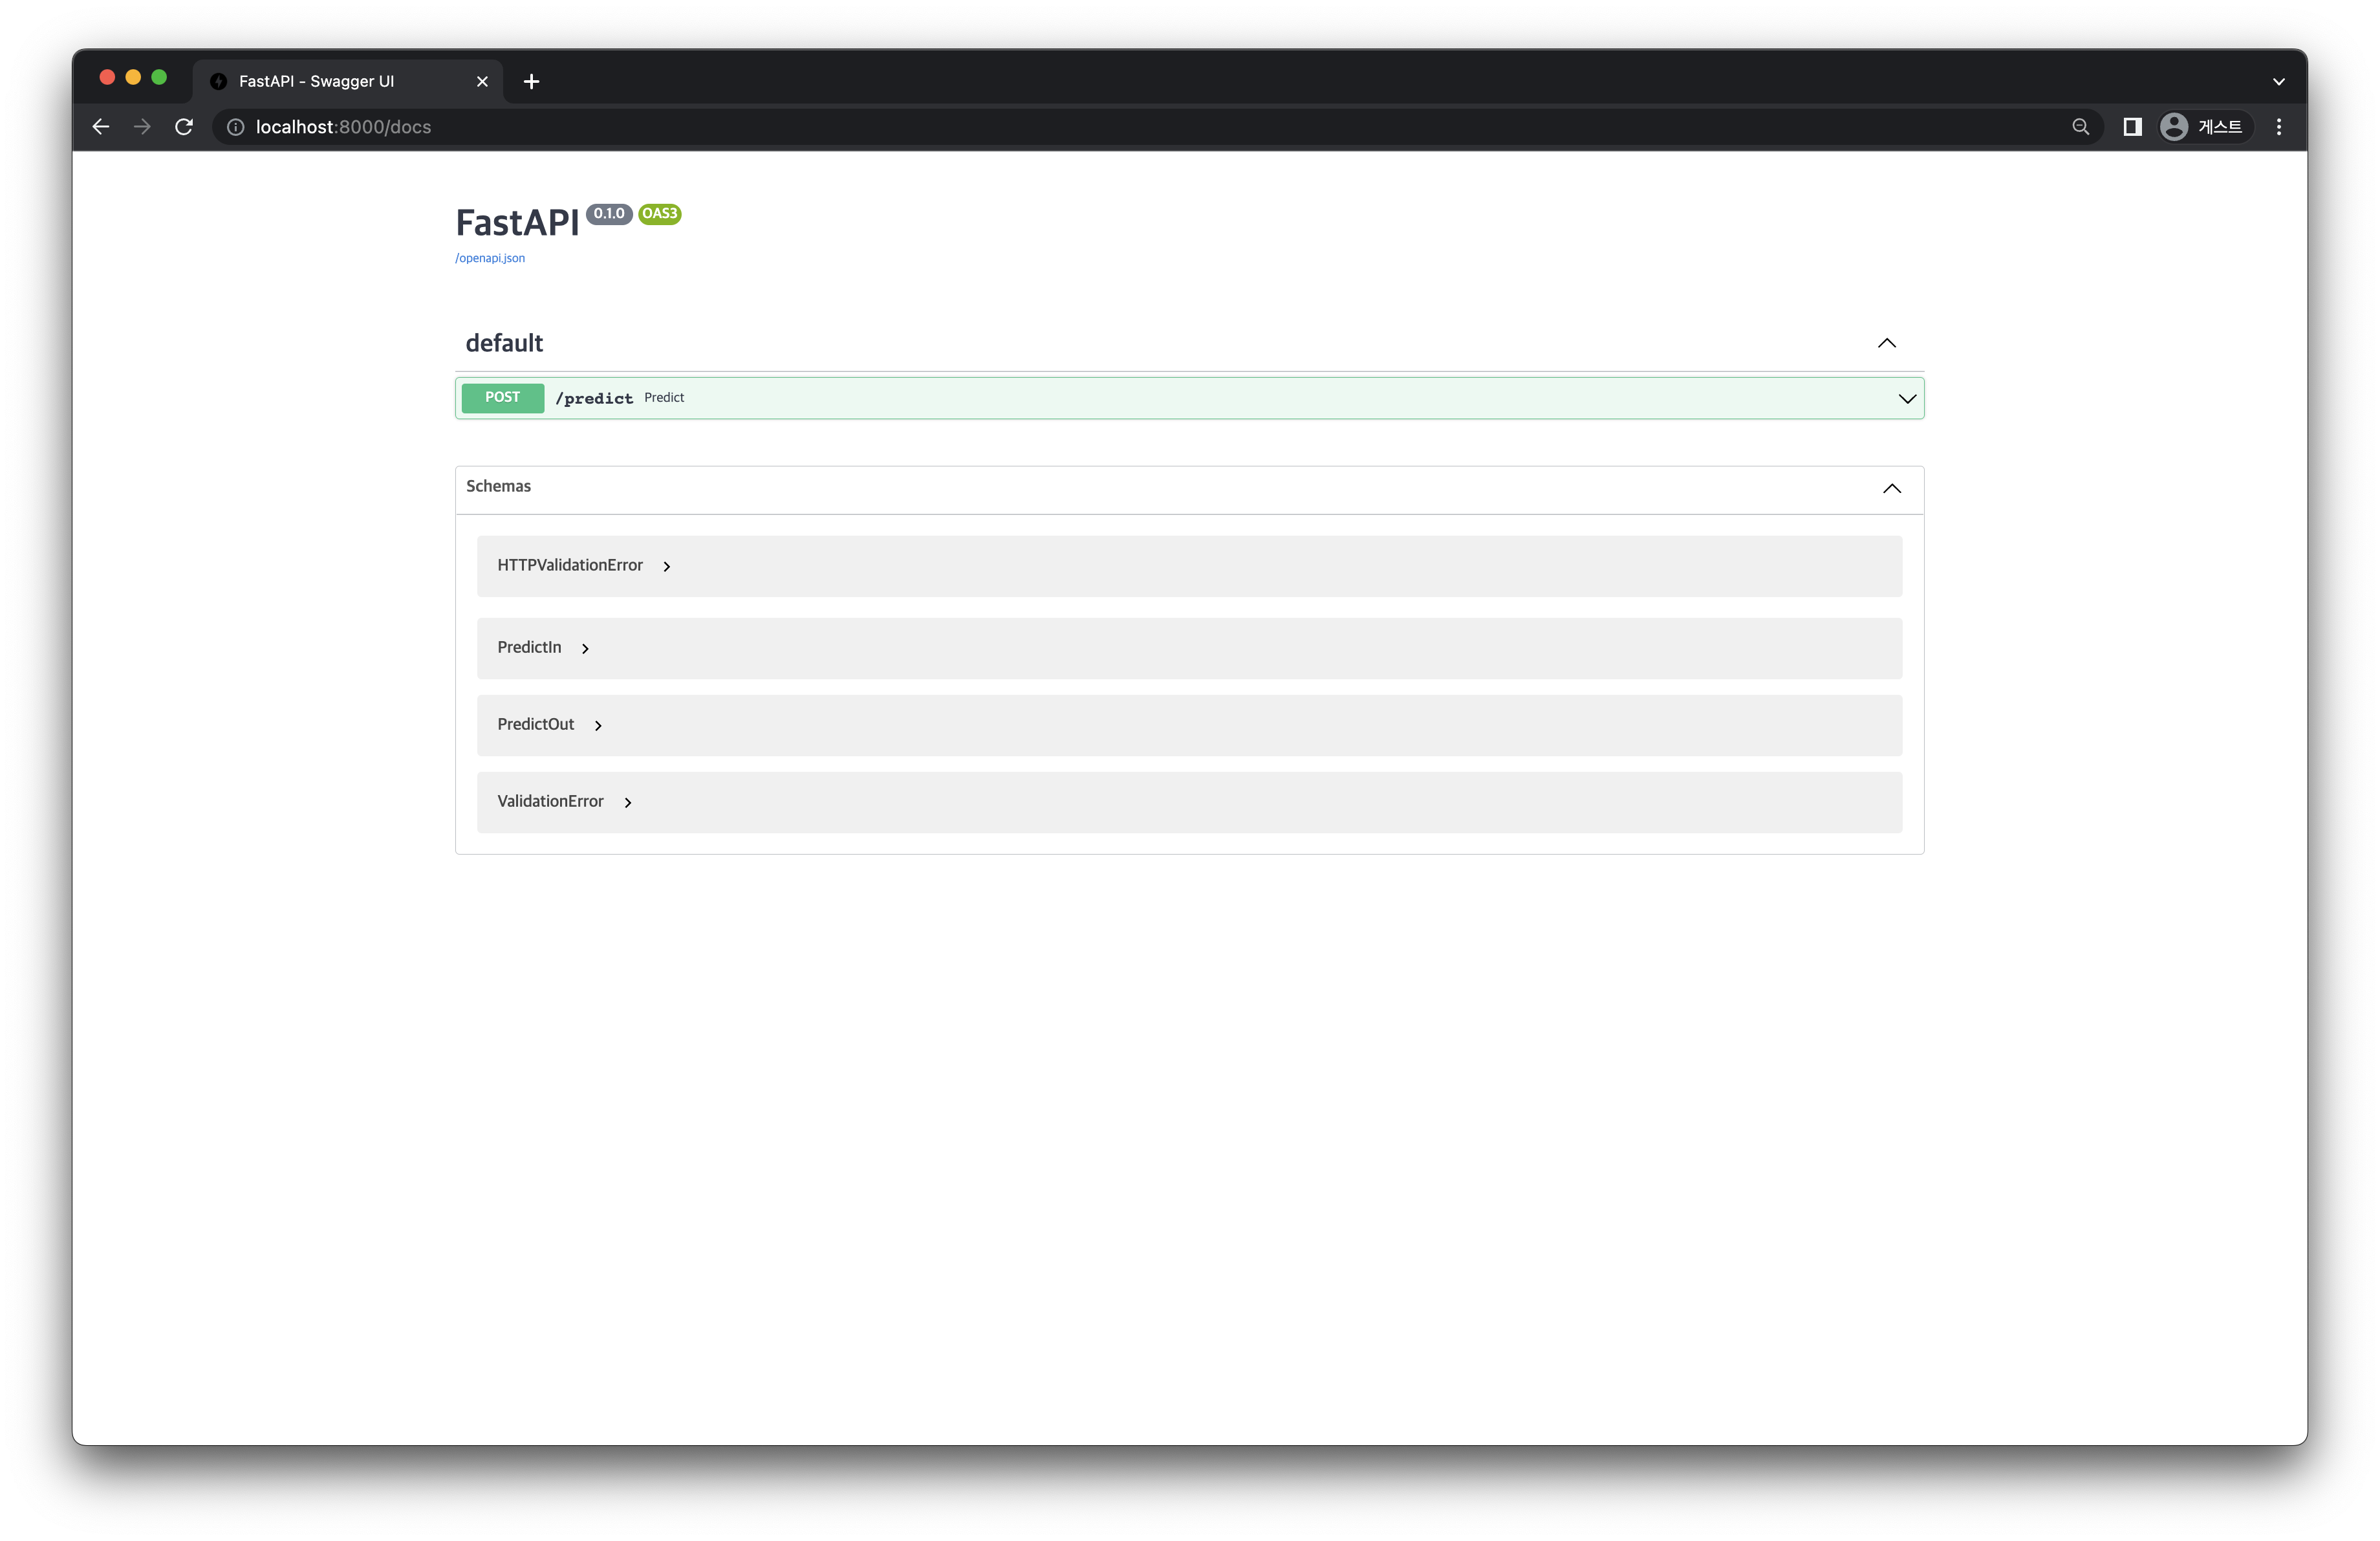 FastAPI - Swagger UI
localhost:8000/docs
게스트
FastAPI 0.1.0 OAS3
/openapi.json
default
POST /predict Predict
Schemas
HTTPValidationError
PredictIn
PredictOut
ValidationError